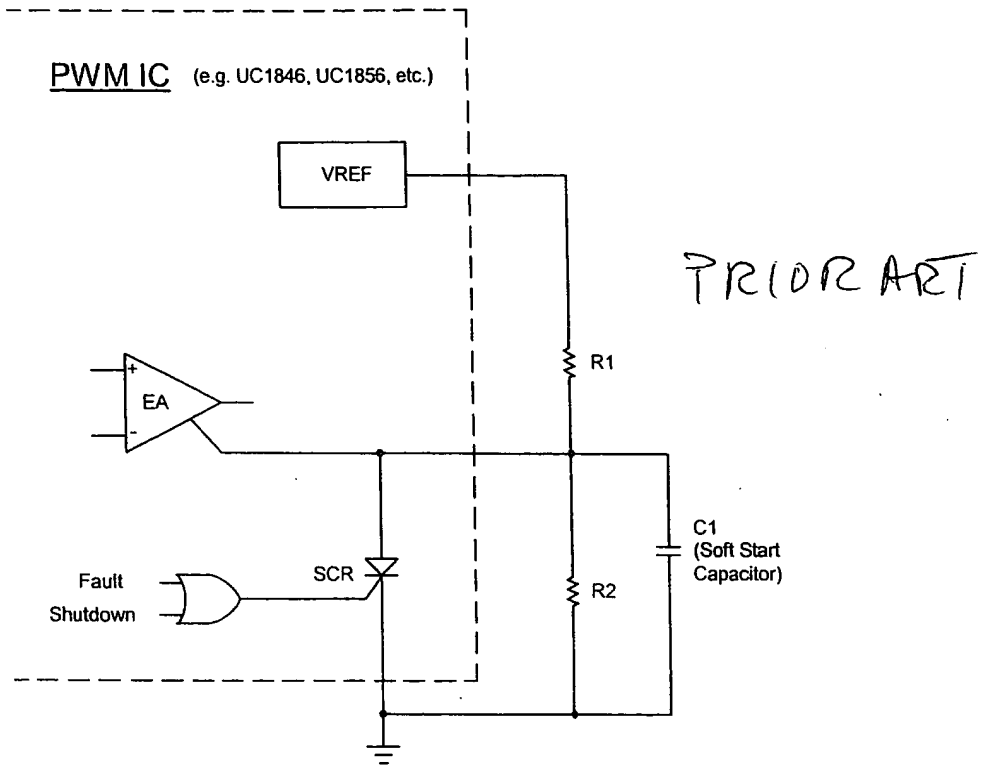 PWM IC (e.g. UC1846, UC1856, etc.)
VREF
PRIOR ART
R1
+
EA
-
C1
(Soft Start
Capacitor)
SCR
Fault
Shutdown
R2